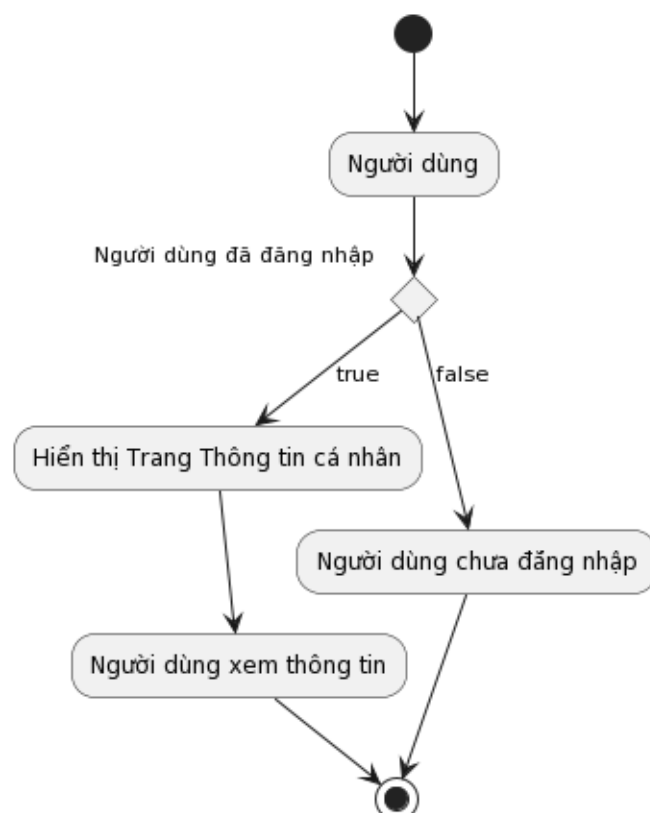 Người dùng
Người dùng đã đăng nhập
true
false
Hiển thị Trang Thông tin cá nhân
Người dùng chưa đăng nhập
Người dùng xem thông tin